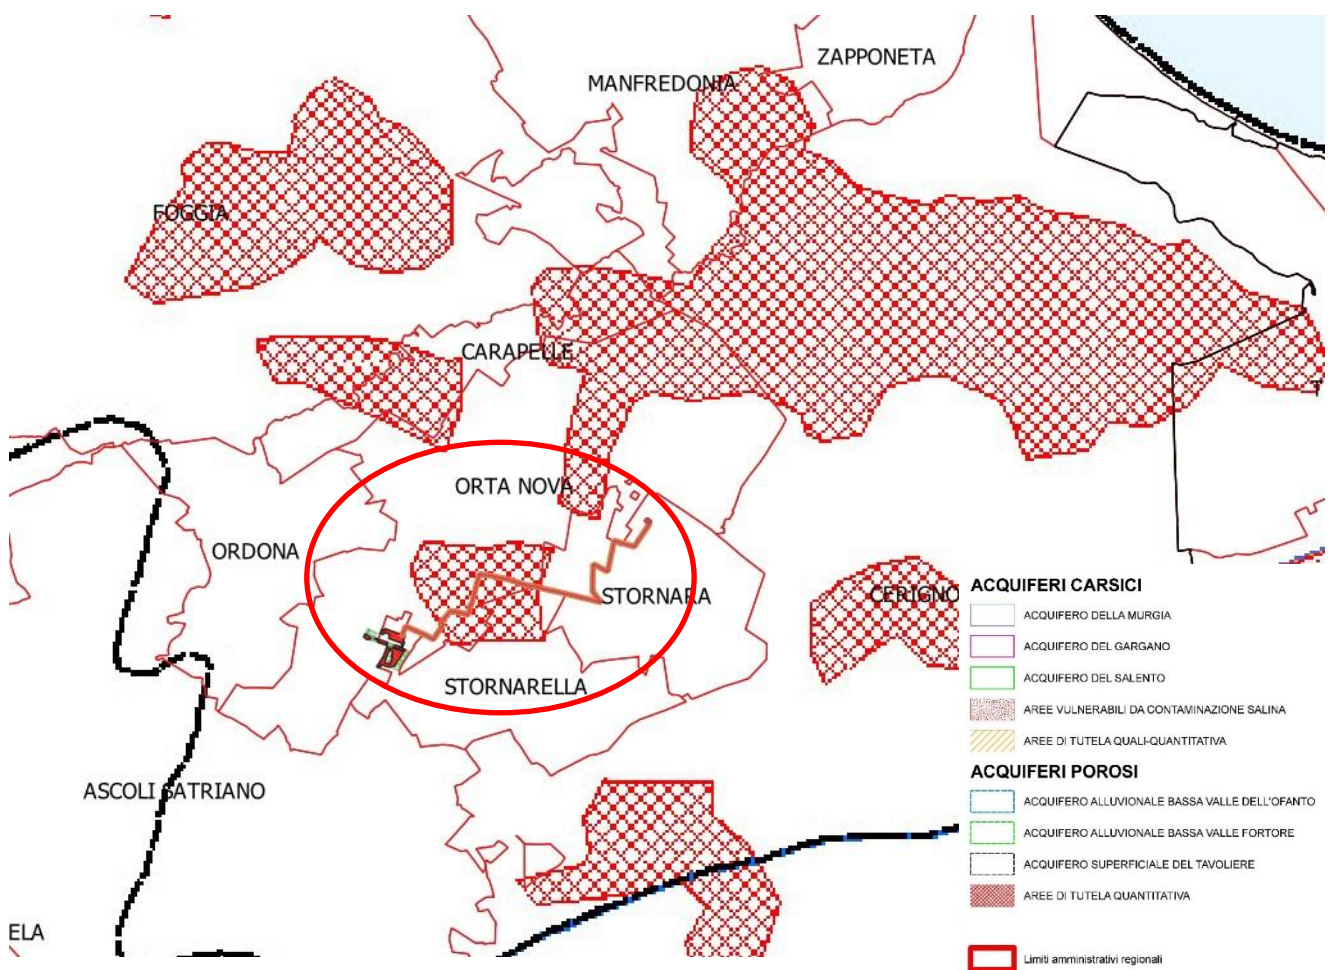 ZAPPONETA
MANFREDONIA
FOGGIA
CARAPELLE
ORTA NOVA
ORDONA
CERIGNO
STORNARA
STORNARELLA
ASCOLI SATRIANO
ELA
T
ACQUIFERI CARSICI
ACQUIFERO DELLA MURGIA
ACQUIFERO DEL GARGANO
ACQUIFERO DEL SALENTO
AREE VULNERABILI DA CONTAMINAZIONE SALINA
AREE DI TUTELA QUALI-QUANTITATIVA
ACQUIFERI POROSI
ACQUIFERO ALLUVIONALE BASSA VALLE DELL'OFANTO
ACQUIFERO ALLUVIONALE BASSA VALLE FORTORE
ACQUIFERO SUPERFICIALE DEL TAVOLIERE
AREE DI TUTELA QUANTITATIVA
Limiti amministrativi regionali